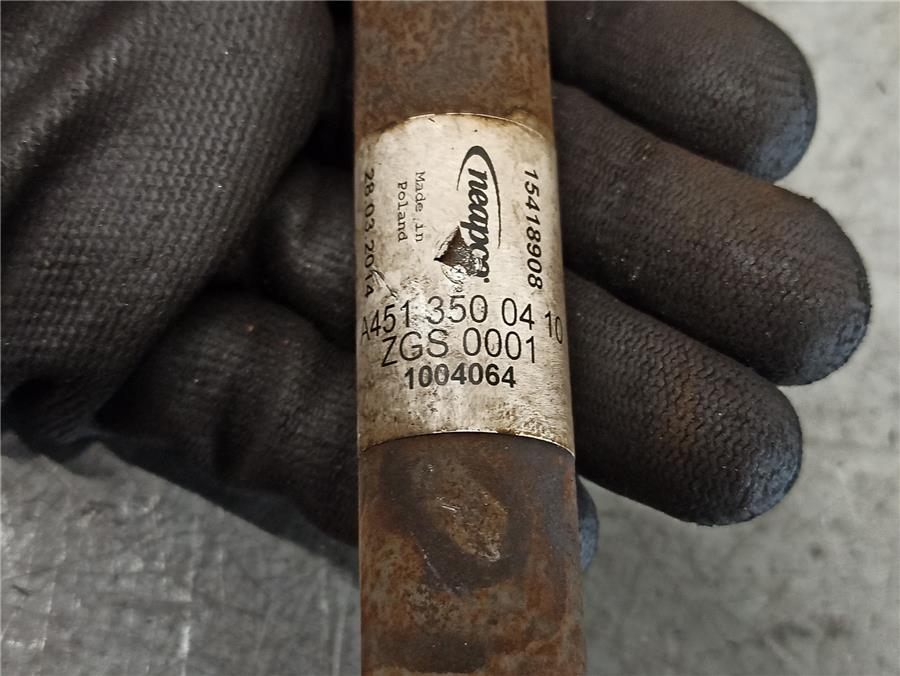 15418908
neapco
Made in
Poland
28.03.2014
A451 350 04 10
ZGS 0001
1004064